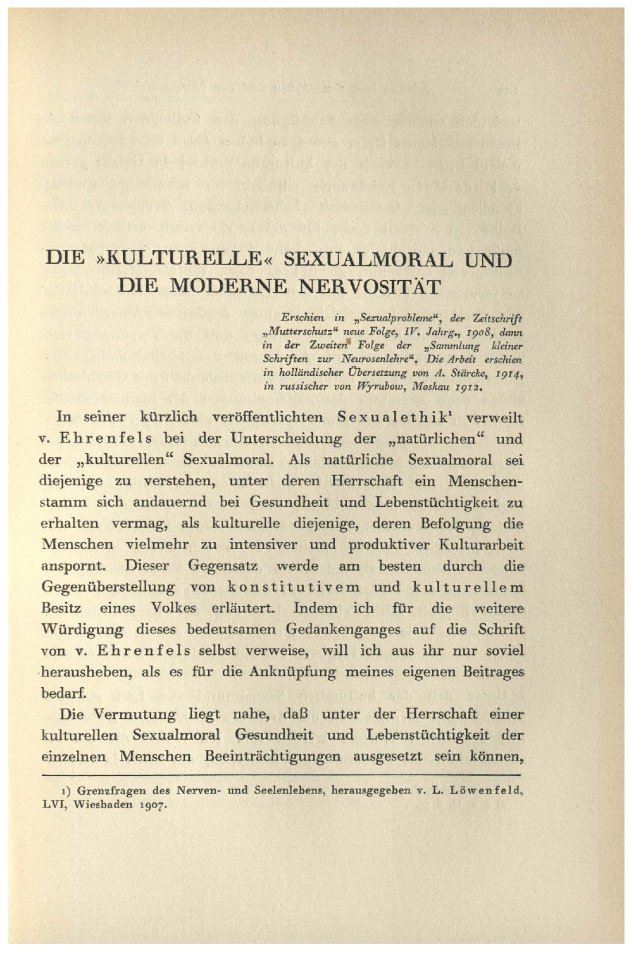 DIE »KULTURELLE« SEXUALMORAL UND
DIE MODERNE NERVOSITÄT
Erschien in „Sexualprobleme“, der Zeitschrift
„Mutterschutz“ neue Folge, IV. Jahrg., 1908, dann
in der Zweiten Folge der „Sammlung kleiner
Schriften zur Neurosenlehre“. Die Arbeit erschien
in holländischer Übersetzung von A. Stärcke, 1914,
in russischer von Wyrubow, Moskau 1912.
In seiner kürzlich veröffentlichten Sexualethik¹ verweilt
v. Ehrenfels bei der Unterscheidung der „natürlichen“ und
der „kulturellen“ Sexualmoral. Als natürliche Sexualmoral sei
diejenige zu verstehen, unter deren Herrschaft ein Menschen-
stamm sich andauernd bei Gesundheit und Lebenstüchtigkeit zu
erhalten vermag, als kulturelle diejenige, deren Befolgung die
Menschen vielmehr zu intensiver und produktiver Kulturarbeit
anspornt. Dieser Gegensatz werde am besten durch die
Gegenüberstellung von konstitutivem und kulturellem
Besitz eines Volkes erläutert. Indem ich für die weitere
Würdigung dieses bedeutsamen Gedankenganges auf die Schrift
von v. Ehrenfels selbst verweise, will ich aus ihr nur soviel
herausheben, als es für die Anknüpfung meines eigenen Beitrages
bedarf.
Die Vermutung liegt nahe, daß unter der Herrschaft einer
kulturellen Sexualmoral Gesundheit und Lebenstüchtigkeit der
einzelnen Menschen Beeinträchtigungen ausgesetzt sein können,
1) Grenzfragen des Nerven- und Seelenlebens, herausgegeben v. L. Löwenfeld,
LVI, Wiesbaden 1907.